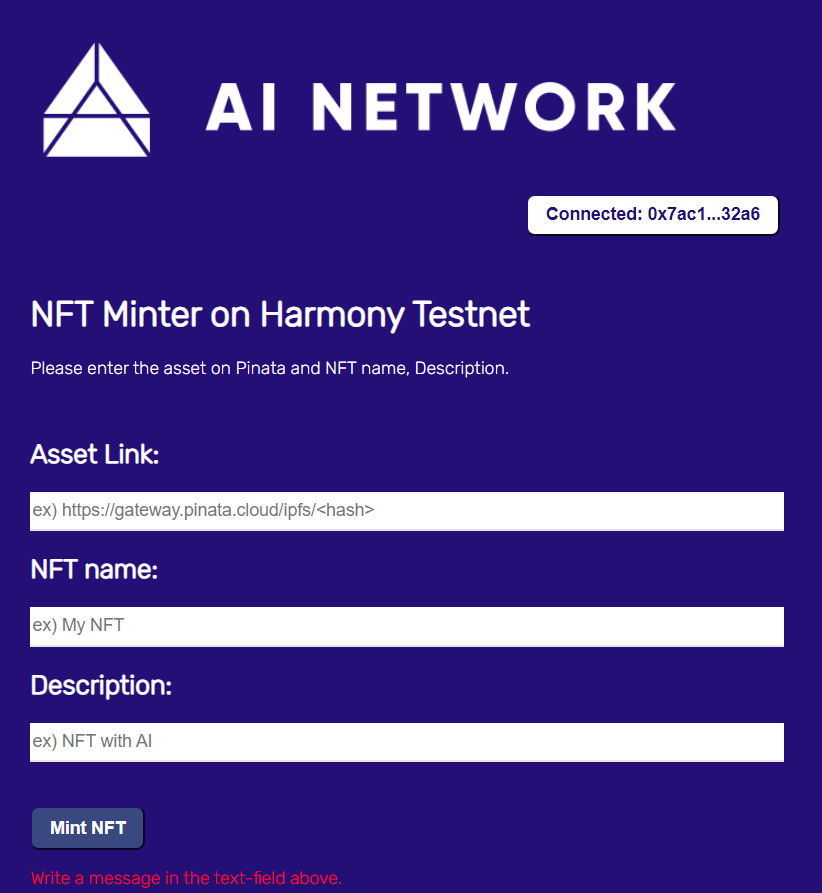 AI NETWORK
Connected: 0x7ac1...32a6
NFT Minter on Harmony Testnet
Please enter the asset on Pinata and NFT name, Description.
Asset Link:
ex) https://gateway.pinata.cloud/ipfs/<hash>
NFT name:
ex) My NFT
Description:
ex) NFT with AI
Mint NFT
Write a message in the text-field above.